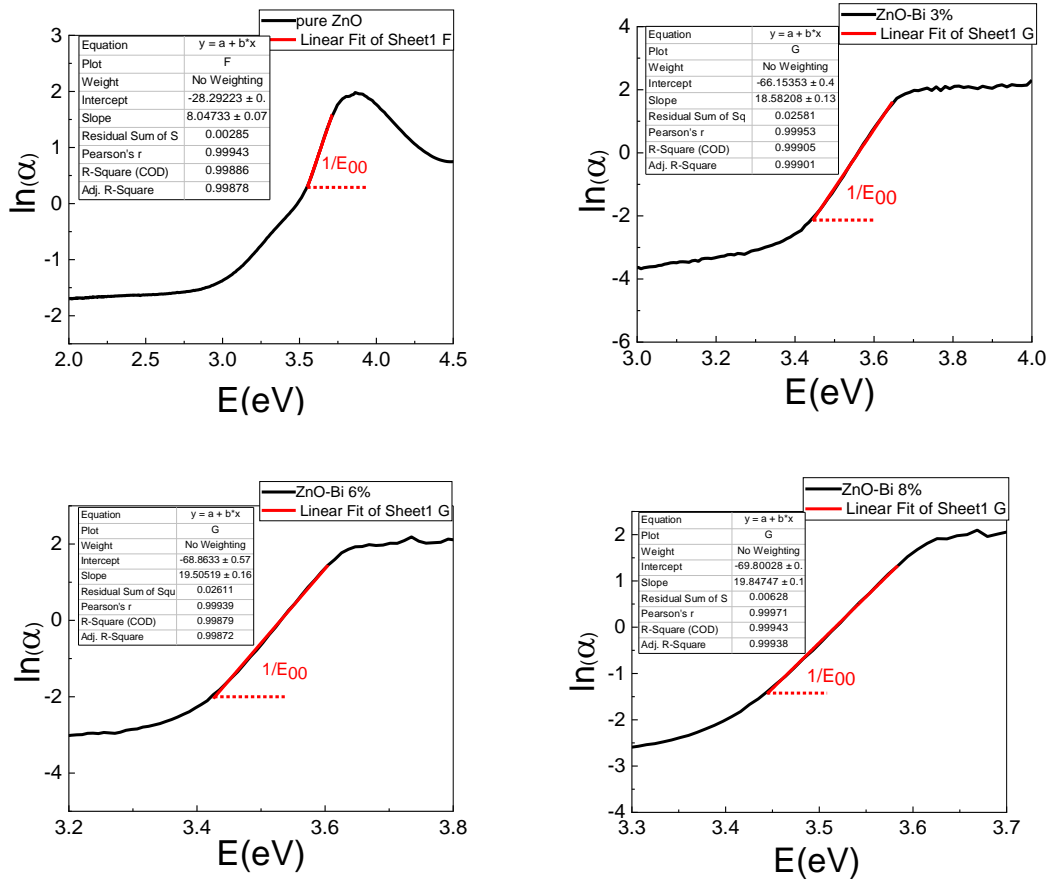 pure ZnO
Linear Fit of Sheet1 F
Equation y = a + b*x
Plot F
Weight No Weighting
Intercept -28.29223 ± 0.
Slope 8.04733 ± 0.07
Residual Sum of S 0.00285
Pearson's r 0.99943
R-Square (COD) 0.99886
Adj. R-Square 0.99878
1/E00
3
2
1
0
-1
-2
2.0 2.5 3.0 3.5 4.0 4.5
ln(α)
E(eV)
ZnO-Bi 3%
Linear Fit of Sheet1 G
Equation y = a + b*x
Plot G
Weight No Weighting
Intercept -66.15353 ± 0.4
Slope 18.58208 ± 0.13
Residual Sum of Sq 0.02581
Pearson's r 0.99953
R-Square (COD) 0.99905
Adj. R-Square 0.99901
1/E00
4
2
0
-2
-4
-6
3.0 3.2 3.4 3.6 3.8 4.0
ln(α)
E(eV)
ZnO-Bi 6%
Linear Fit of Sheet1 G
Equation y = a + b*x
Plot G
Weight No Weighting
Intercept -68.8633 ± 0.57
Slope 19.50519 ± 0.16
Residual Sum of Squ 0.02611
Pearson's r 0.99939
R-Square (COD) 0.99879
Adj. R-Square 0.99872
1/E00
2
0
-2
-4
3.2 3.4 3.6 3.8
ln(α)
E(eV)
ZnO-Bi 8%
Linear Fit of Sheet1 G
Equation y = a + b*x
Plot G
Weight No Weighting
Intercept -69.80028 ± 0.
Slope 19.84747 ± 0.1
Residual Sum of S 0.00628
Pearson's r 0.99971
R-Square (COD) 0.99943
Adj. R-Square 0.99938
1/E00
2
1
0
-1
-2
-3
-4
3.3 3.4 3.5 3.6 3.7
ln(α)
E(eV)